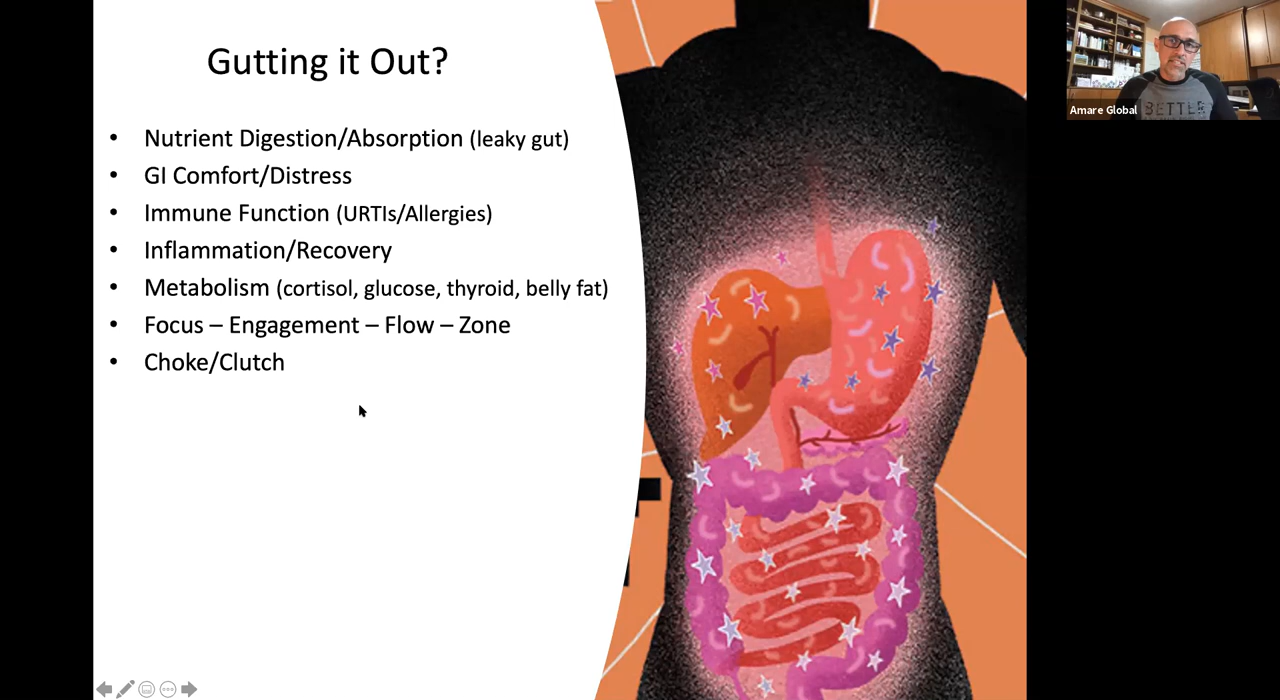 Gutting it Out?
• Nutrient Digestion/Absorption (leaky gut)
• GI Comfort/Distress
• Immune Function (URTIs/Allergies)
• Inflammation/Recovery
• Metabolism (cortisol, glucose, thyroid, belly fat)
• Focus – Engagement – Flow – Zone
• Choke/Clutch
Amare Global
BETTER